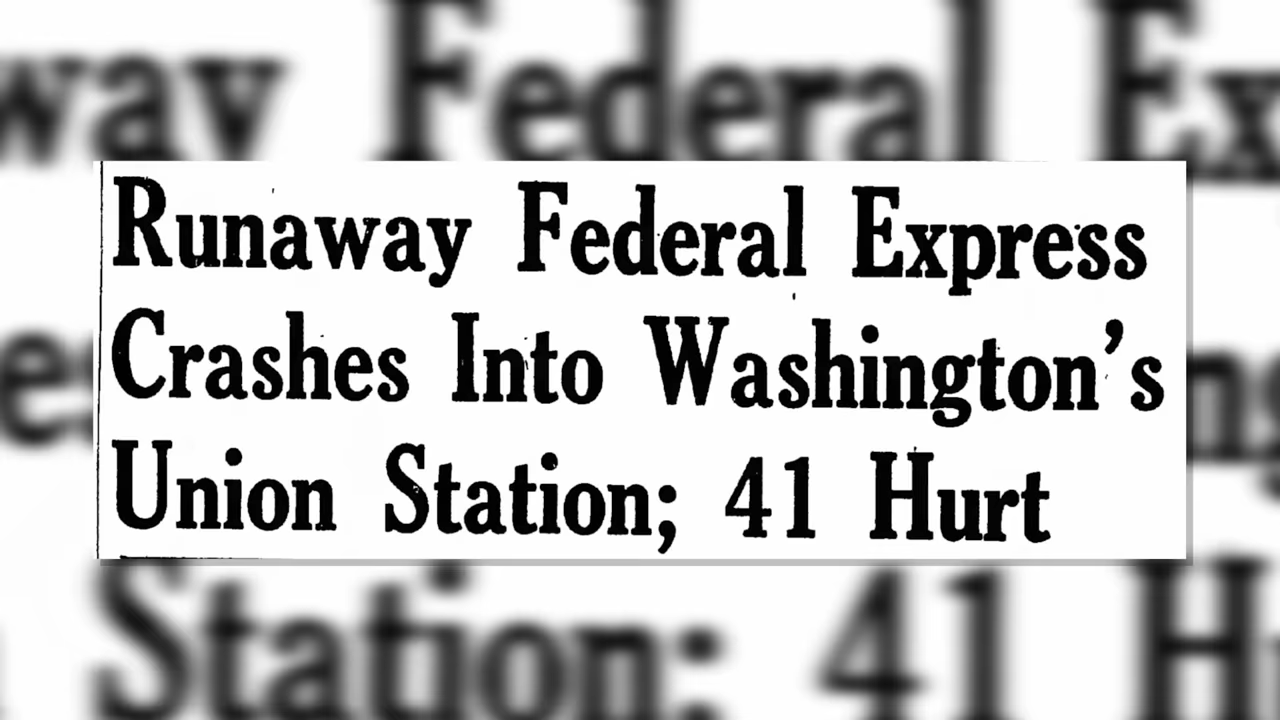 Runaway Federal Express
Crashes Into Washington's
Union Station; 41 Hurt